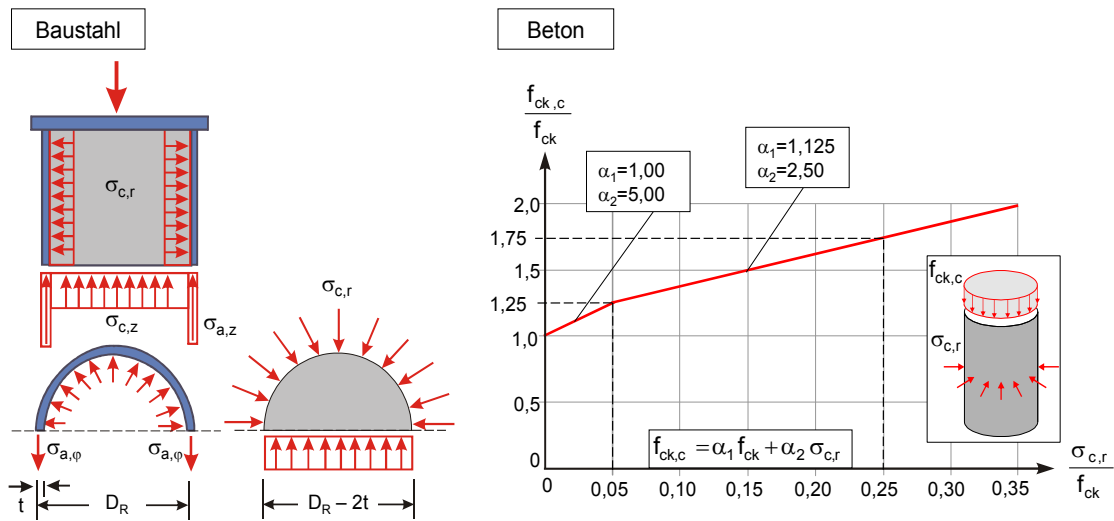 Baustahl
σc,r
σc,z
σa,z
σc,r
σa,φ
σa,φ
t
DR
DR – 2t
Beton
fck,c
fck
α1=1,00
α2=5,00
α1=1,125
α2=2,50
2,0
1,75
1,5
1,25
1,0
0,5
0
0 0,05 0,10 0,15 0,20 0,25 0,30 0,35
fck,c = α1 fck + α2 σc,r
fck,c
σc,r
σc,r
fck